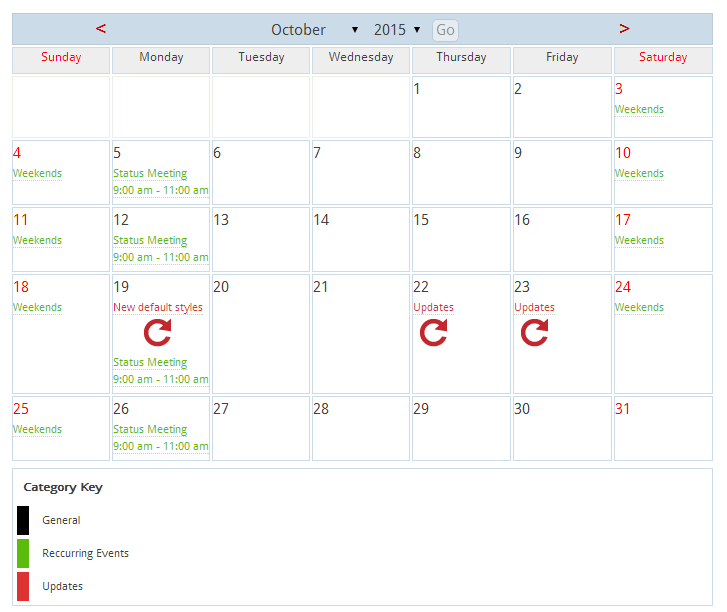 < October ▼ 2015 ▼ Go >
Sunday Monday Tuesday Wednesday Thursday Friday Saturday
1 2 3
Weekends
4 5 6 7 8 9 10
Weekends Status Meeting Weekends
9:00 am - 11:00 am
11 12 13 14 15 16 17
Weekends Status Meeting Weekends
9:00 am - 11:00 am
18 19 20 21 22 23 24
Weekends New default styles Updates Updates Weekends
Status Meeting
9:00 am - 11:00 am
25 26 27 28 29 30 31
Weekends Status Meeting
9:00 am - 11:00 am
Category Key
General
Reccurring Events
Updates